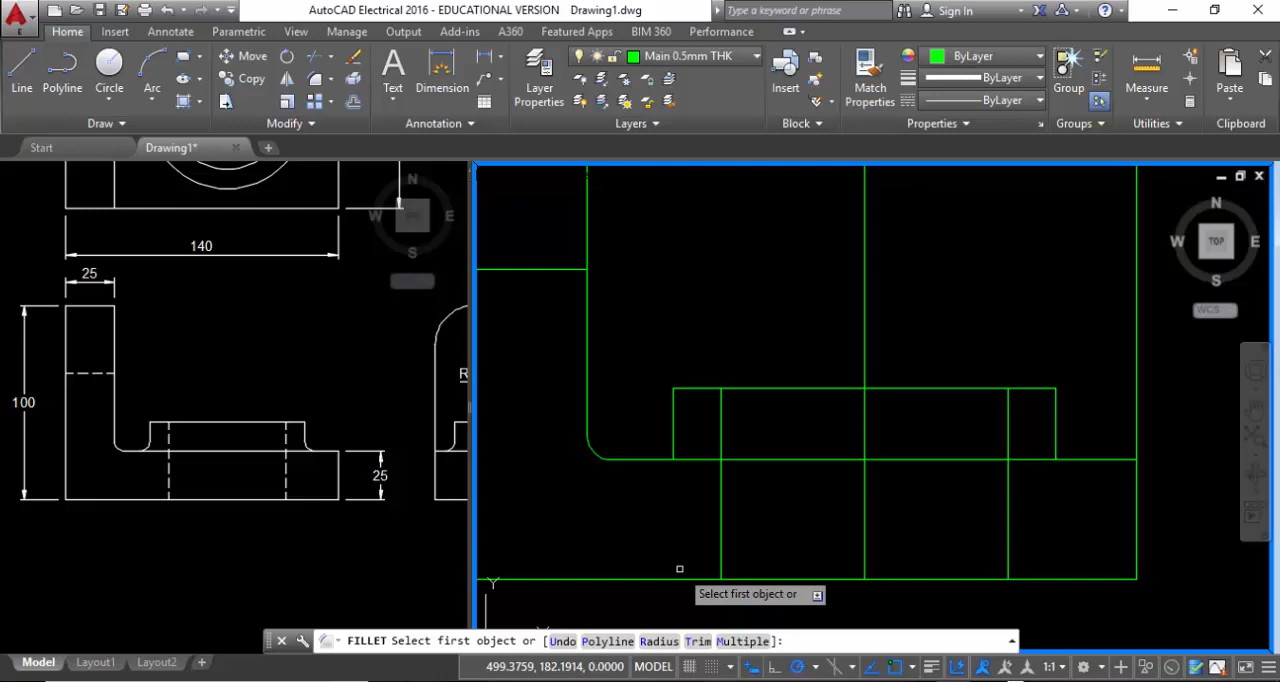 AutoCAD Electrical 2016 - EDUCATIONAL VERSION Drawing1.dwg
Type a keyword or phrase
Sign In
E
Home Insert Annotate Parametric View Manage Output Add-ins A360 Featured Apps BIM 360 Performance
Line Polyline Circle Arc
Move
Copy
Text Dimension
Layer
Properties
Main 0.5mm THK
Insert
Match
Properties
ByLayer
ByLayer
ByLayer
Group
Measure
Paste
Draw Modify Annotation Layers Block Properties Groups Utilities Clipboard
Start Drawing1*
N
W E
S
140
25
100
25
R
N
W TOP E
S
WCS
Y
Select first object or
FILLET Select first object or [Undo Polyline Radius Trim Multiple]:
Model Layout1 Layout2
499.3759, 182.1914, 0.0000 MODEL
1:1